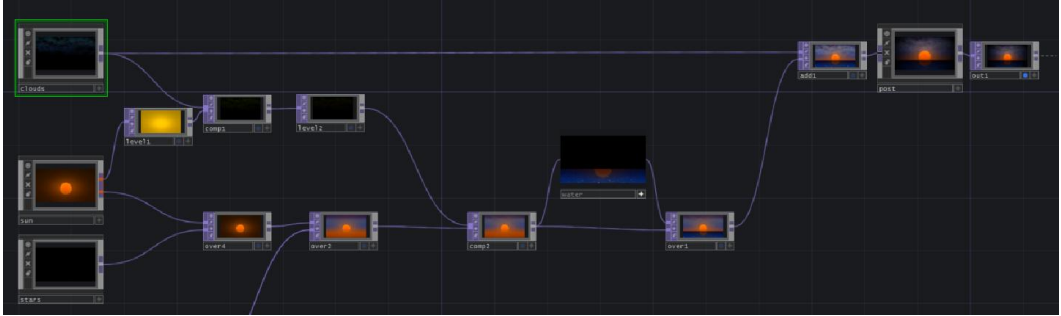 clouds
add1
post
out1
level1
comp1
level2
sun
water
over4
over2
comp2
over1
stars